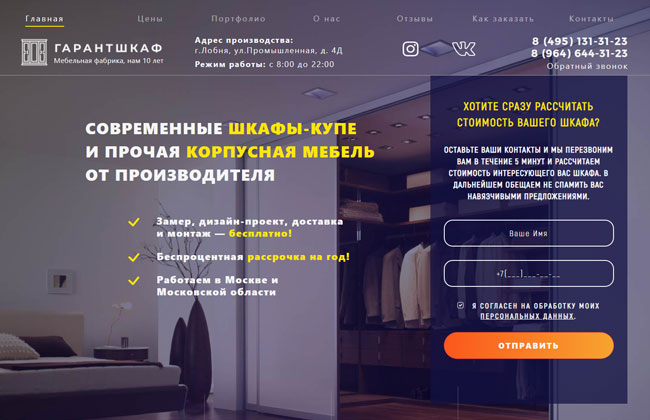 Главная Цены Портфолио О нас Отзывы Как заказать Контакты
ГАРАНТШКАФ
Мебельная фабрика, нам 10 лет
Адрес производства:
г.Лобня, ул.Промышленная, д. 4Д
Режим работы: с 8:00 до 22:00
8 (495) 131-31-23
8 (964) 644-31-23
Обратный звонок
СОВРЕМЕННЫЕ ШКАФЫ-КУПЕ
И ПРОЧАЯ КОРПУСНАЯ МЕБЕЛЬ
ОТ ПРОИЗВОДИТЕЛЯ
Замер, дизайн-проект, доставка
и монтаж — бесплатно!
Беспроцентная рассрочка на год!
Работаем в Москве и
Московской области
ХОТИТЕ СРАЗУ РАССЧИТАТЬ
СТОИМОСТЬ ВАШЕГО ШКАФА?
ОСТАВЬТЕ ВАШИ КОНТАКТЫ И МЫ ПЕРЕЗВОНИМ
ВАМ В ТЕЧЕНИЕ 5 МИНУТ И РАССЧИТАЕМ
СТОИМОСТЬ ИНТЕРЕСУЮЩЕГО ВАС ШКАФА. В
ДАЛЬНЕЙШЕМ ОБЕЩАЕМ НЕ СПАМИТЬ ВАС
НАВЯЗЧИВЫМИ ПРЕДЛОЖЕНИЯМИ.
Ваше Имя
+7(___)___-__-__
Я СОГЛАСЕН НА ОБРАБОТКУ МОИХ
ПЕРСОНАЛЬНЫХ ДАННЫХ.
ОТПРАВИТЬ